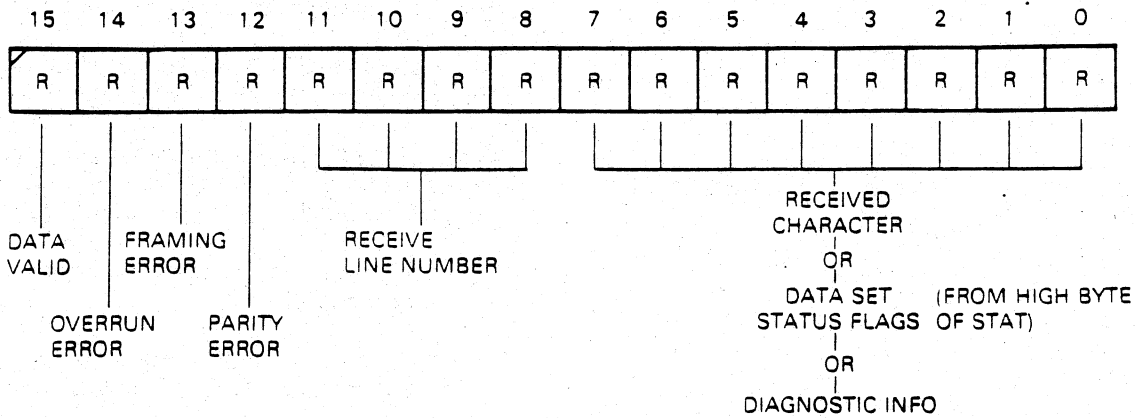 15 14 13 12 11 10 9 8 7 6 5 4 3 2 1 0
R R R R R R R R R R R R R R R R
DATA VALID
OVERRUN ERROR
FRAMING ERROR
PARITY ERROR
RECEIVE LINE NUMBER
RECEIVED
CHARACTER
OR
DATA SET (FROM HIGH BYTE
STATUS FLAGS OF STAT)
OR
DIAGNOSTIC INFO